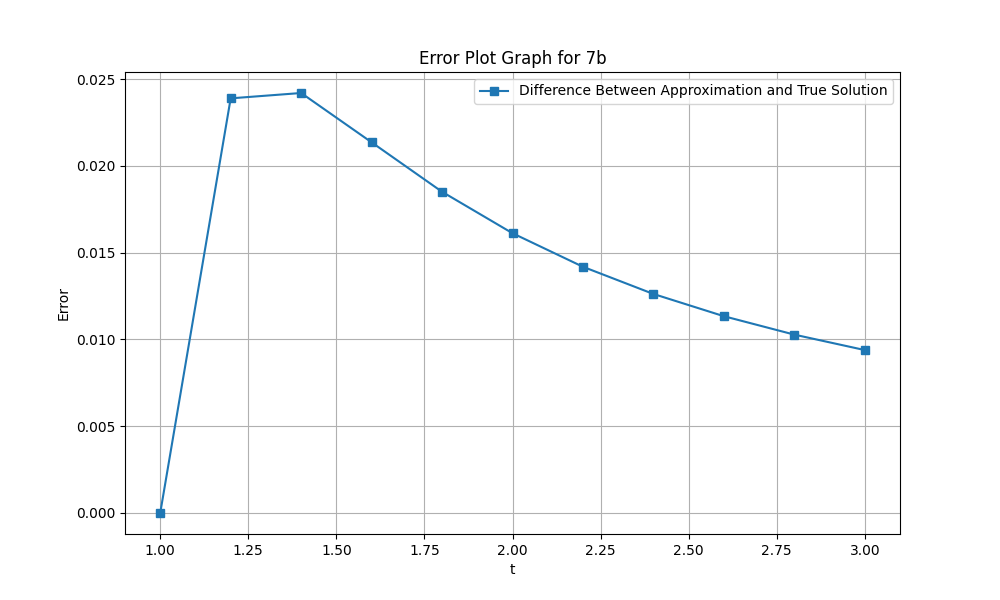 Error Plot Graph for 7b
Difference Between Approximation and True Solution
Error
0.025
0.020
0.015
0.010
0.005
0.000
1.00 1.25 1.50 1.75 2.00 2.25 2.50 2.75 3.00
t